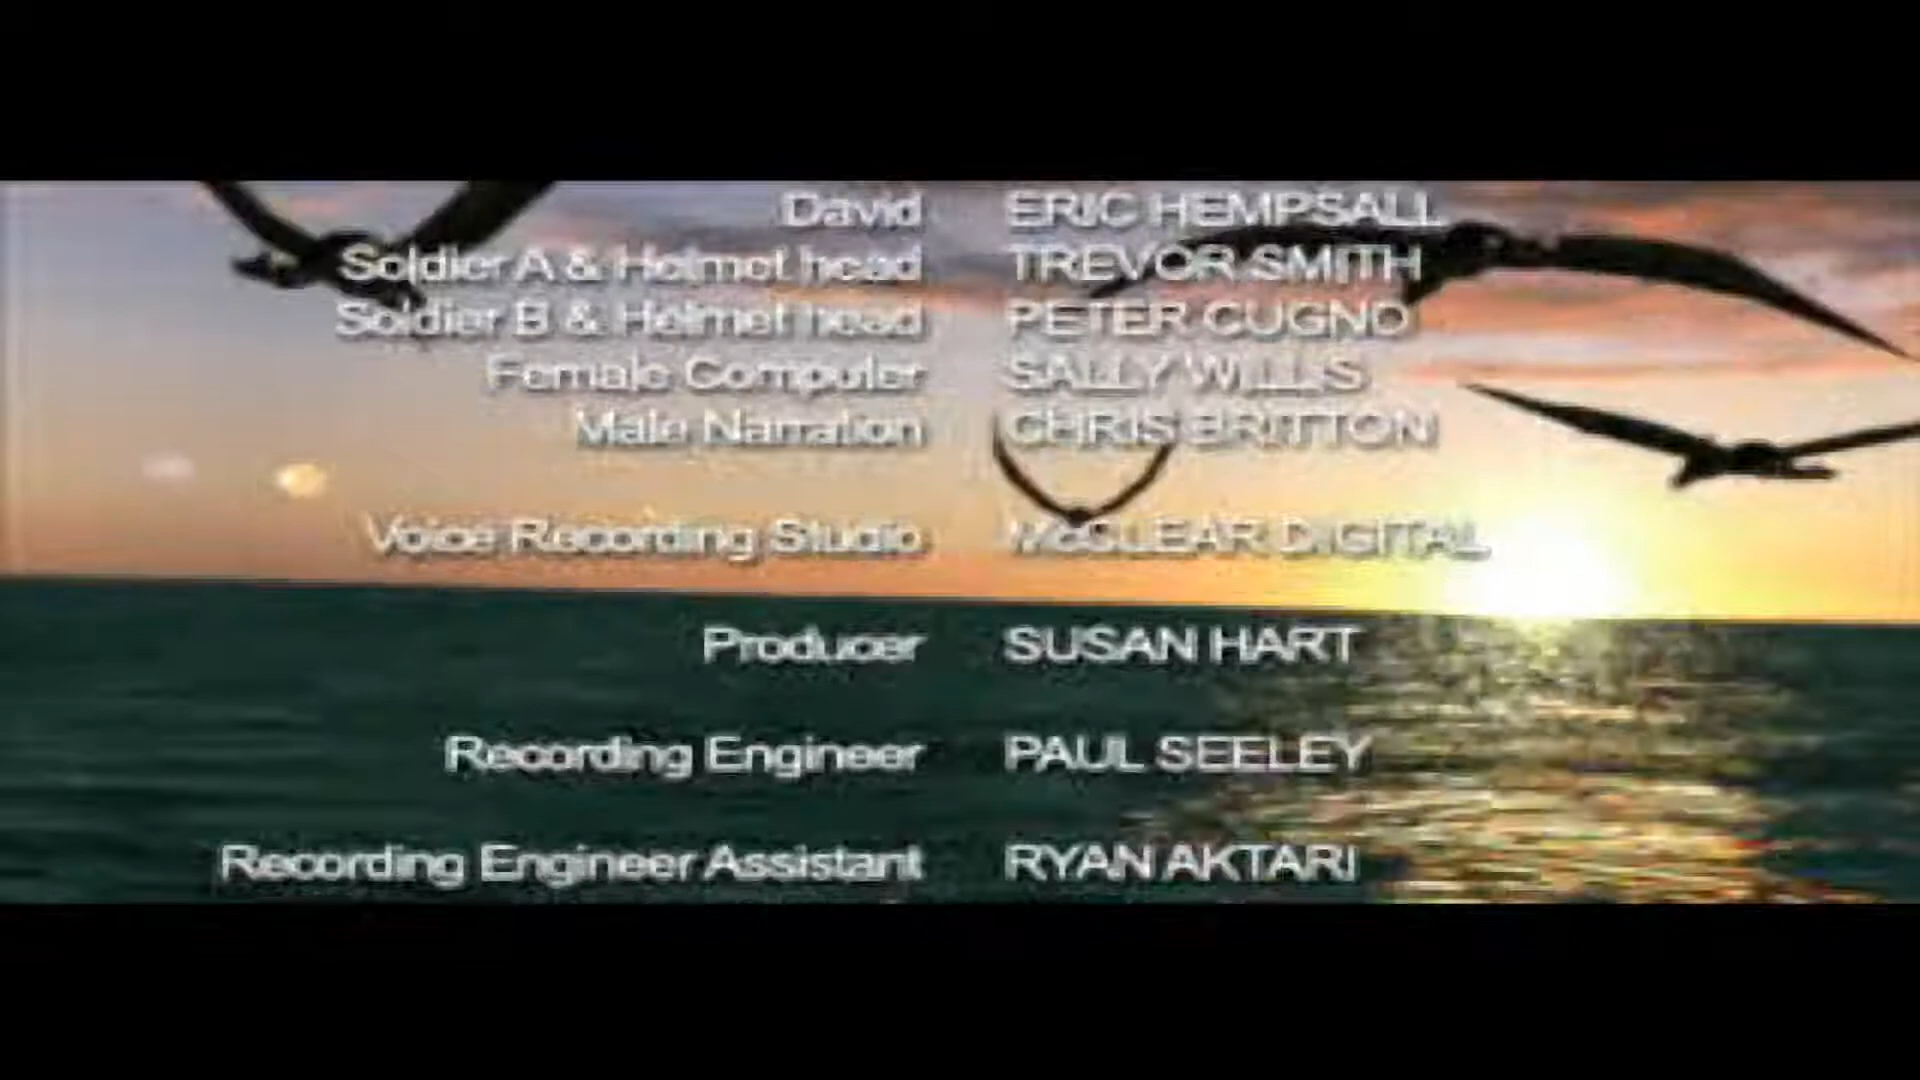 David ERIC HEMPSALL
Soldier A & Helmet head TREVOR SMITH
Soldier B & Helmet head PETER CUGNO
Female Computer SALLY WILLIS
Male Narration CHRIS BRITTON
Voice Recording Studio McCLEAR DIGITAL
Producer SUSAN HART
Recording Engineer PAUL SEELEY
Recording Engineer Assistant RYAN AKTARI